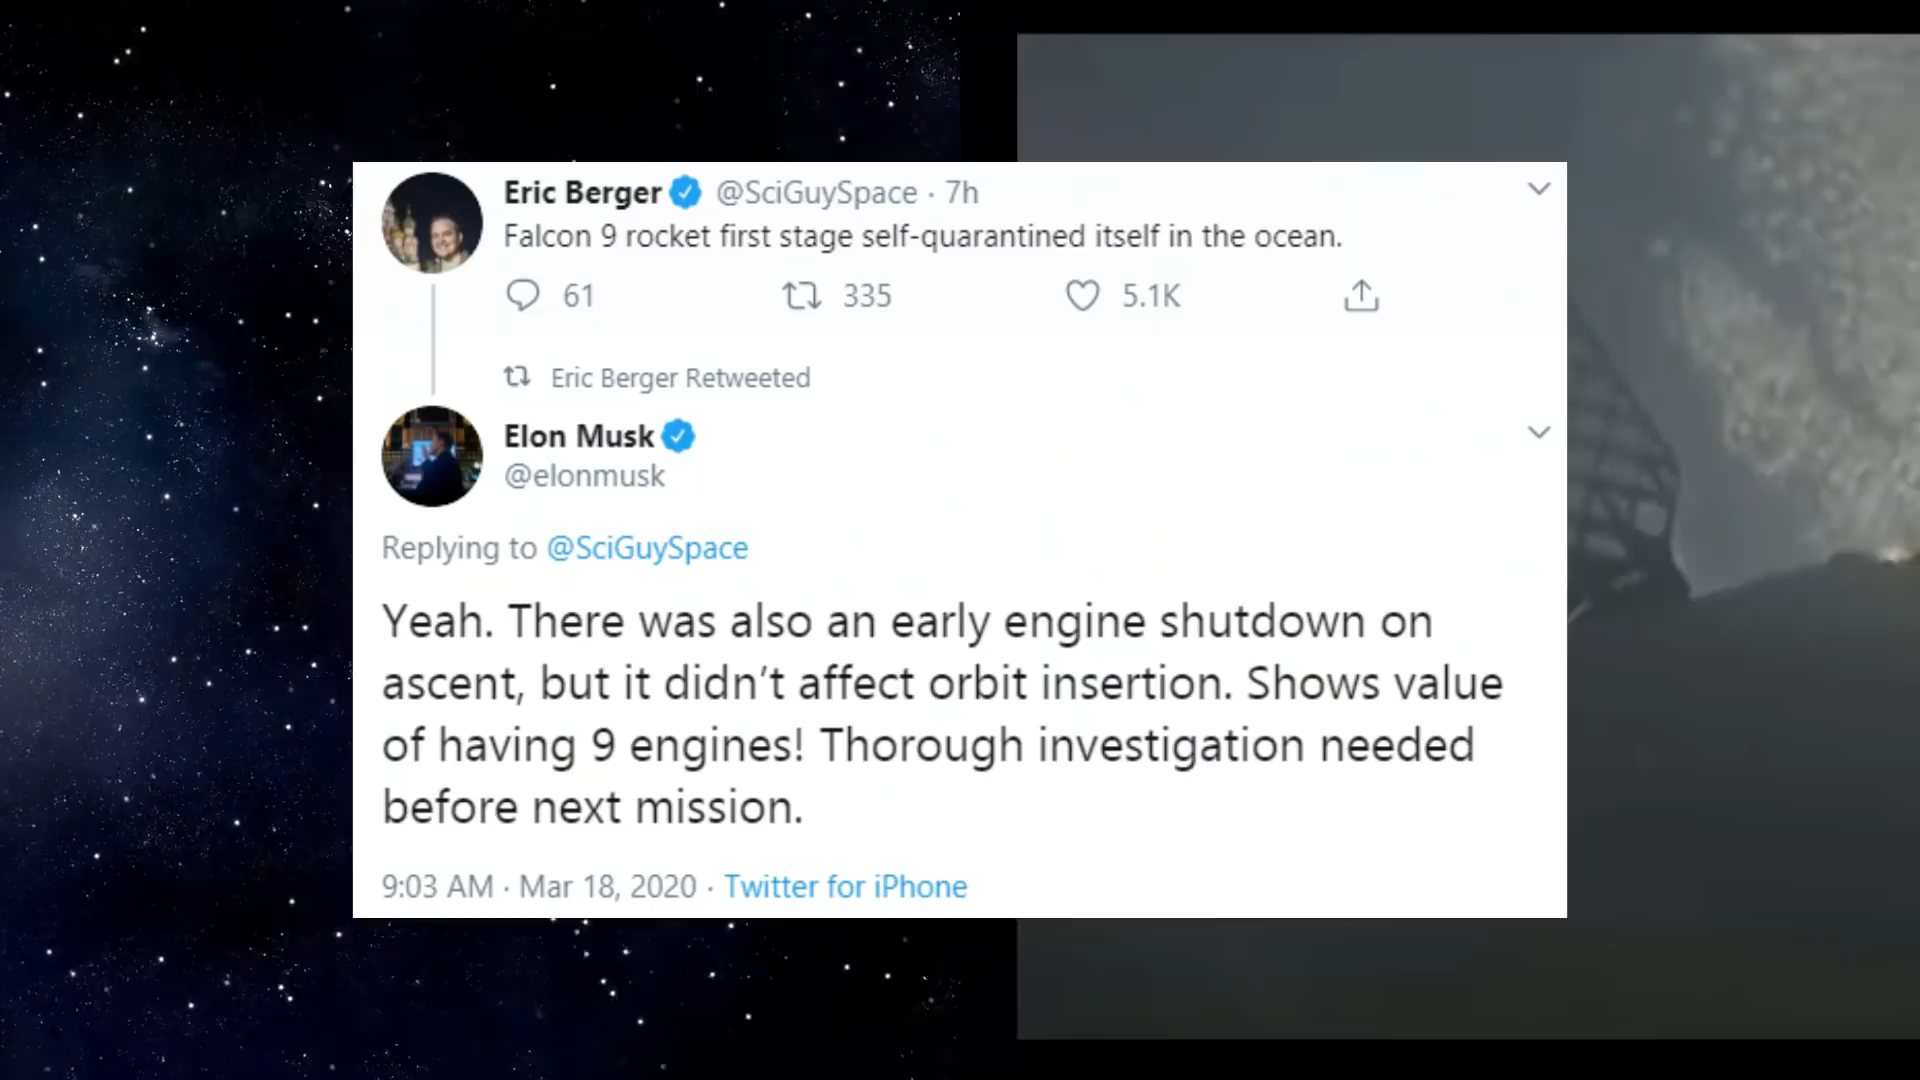 Eric Berger @SciGuySpace · 7h
Falcon 9 rocket first stage self-quarantined itself in the ocean.
61 335 5.1K
Eric Berger Retweeted
Elon Musk
@elonmusk
Replying to @SciGuySpace
Yeah. There was also an early engine shutdown on
ascent, but it didn’t affect orbit insertion. Shows value
of having 9 engines! Thorough investigation needed
before next mission.
9:03 AM · Mar 18, 2020 · Twitter for iPhone